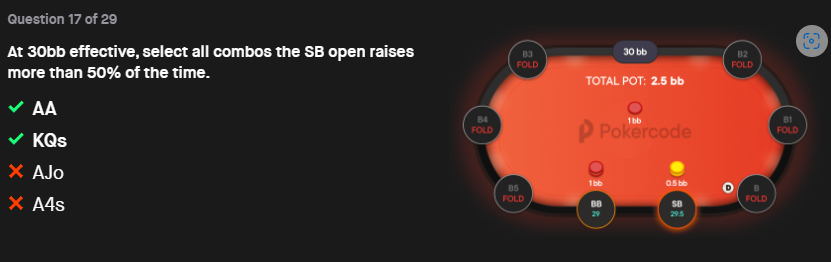 Question 17 of 29
At 30bb effective, select all combos the SB open raises
more than 50% of the time.
AA
KQs
AJo
A4s
30 bb
B3
FOLD
B2
FOLD
TOTAL POT: 2.5 bb
1 bb
B4
FOLD
Pokercode
B1
FOLD
1 bb
0.5 bb
B5
FOLD
BB
29
SB
29.5
D
B
FOLD